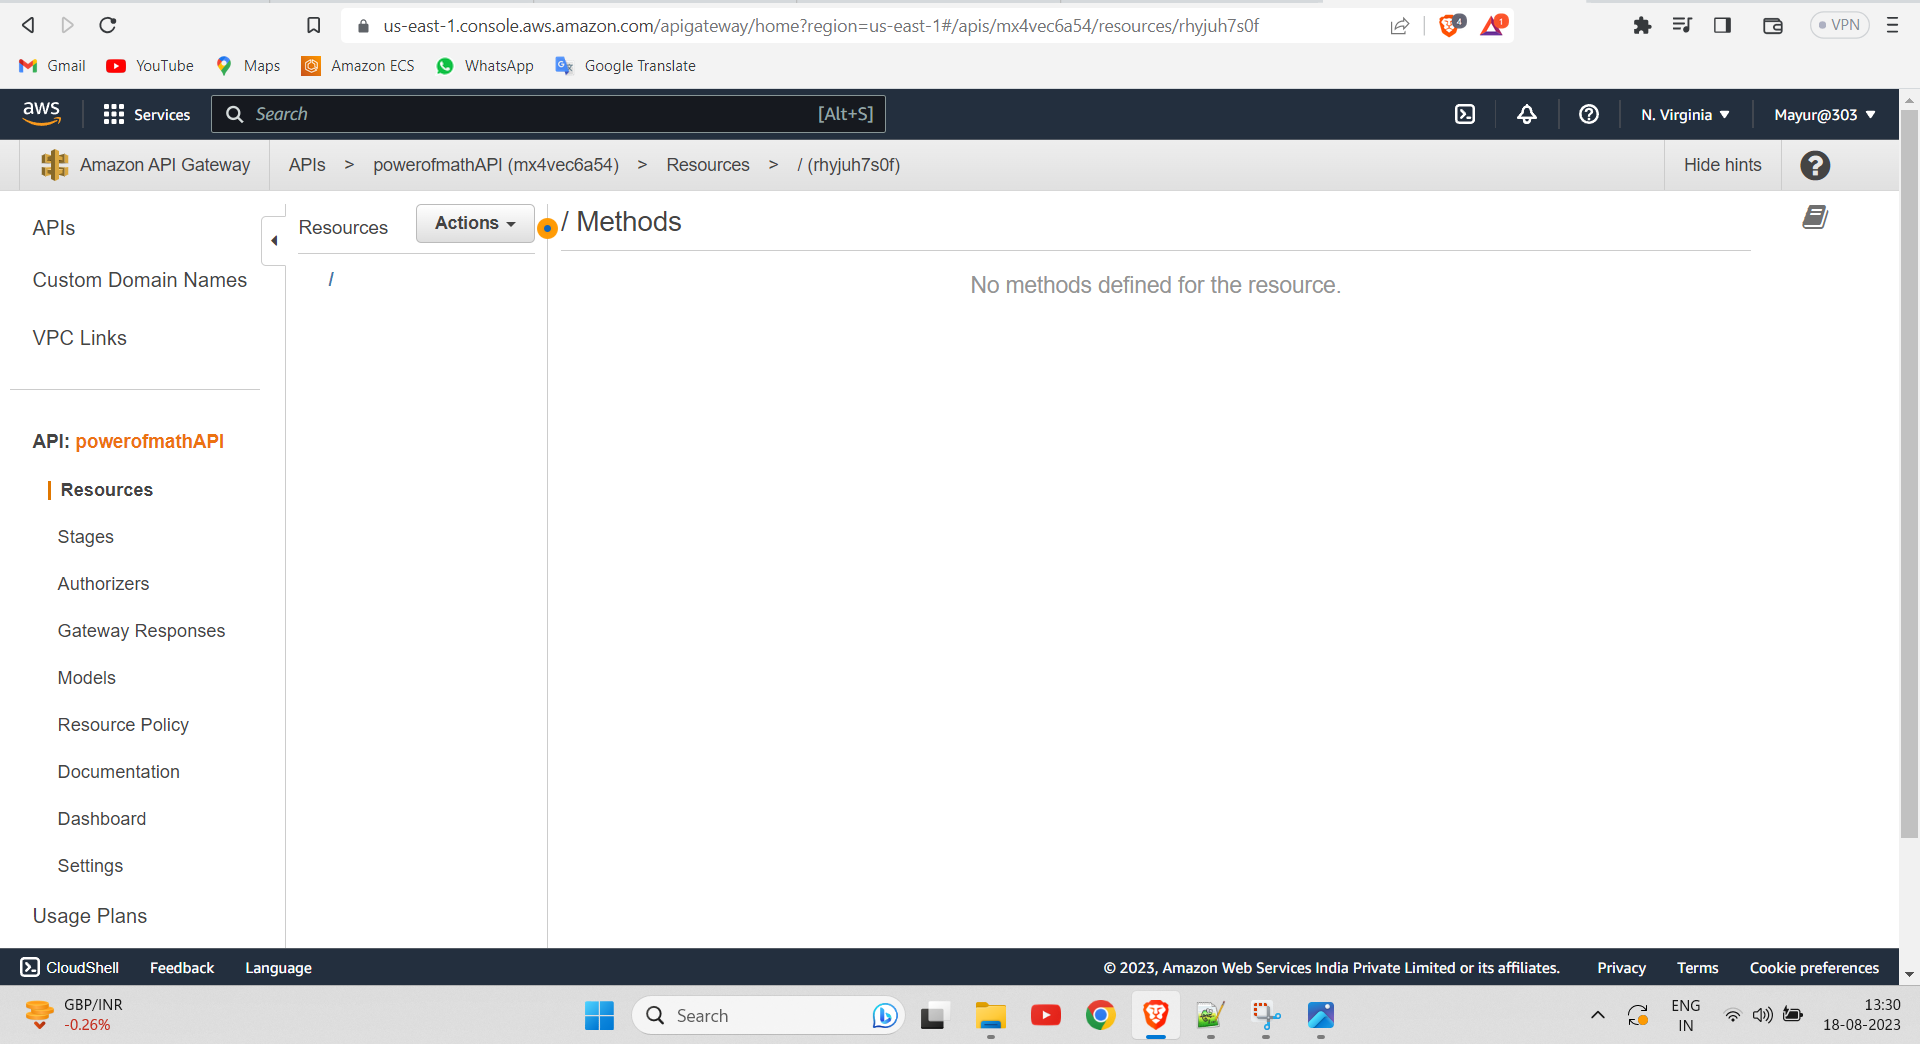 us-east-1.console.aws.amazon.com/apigateway/home?region=us-east-1#/apis/mx4vec6a54/resources/rhyjuh7s0f
4
1
VPN
Gmail
YouTube
Maps
Amazon ECS
WhatsApp
Google Translate
aws
Services
Search
[Alt+S]
N. Virginia
Mayur@303
Amazon API Gateway
APIs > powerofmathAPI (mx4vec6a54) > Resources > / (rhyjuh7s0f)
Hide hints
?
APIs
Custom Domain Names
VPC Links
API: powerofmathAPI
Resources
Stages
Authorizers
Gateway Responses
Models
Resource Policy
Documentation
Dashboard
Settings
Usage Plans
Resources
Actions
/
/ Methods
No methods defined for the resource.
CloudShell
Feedback
Language
© 2023, Amazon Web Services India Private Limited or its affiliates.
Privacy
Terms
Cookie preferences
GBP/INR
-0.26%
Search
ENG
IN
13:30
18-08-2023